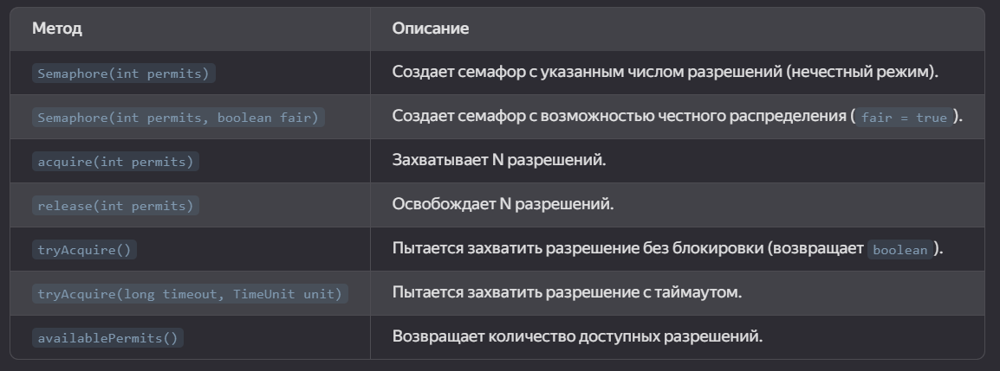 Метод Описание
Semaphore(int permits) Создает семафор с указанным числом разрешений (нечестный режим).
Semaphore(int permits, boolean fair) Создает семафор с возможностью честного распределения ( fair = true ).
acquire(int permits) Захватывает N разрешений.
release(int permits) Освобождает N разрешений.
tryAcquire() Пытается захватить разрешение без блокировки (возвращает boolean ).
tryAcquire(long timeout, TimeUnit unit) Пытается захватить разрешение с таймаутом.
availablePermits() Возвращает количество доступных разрешений.